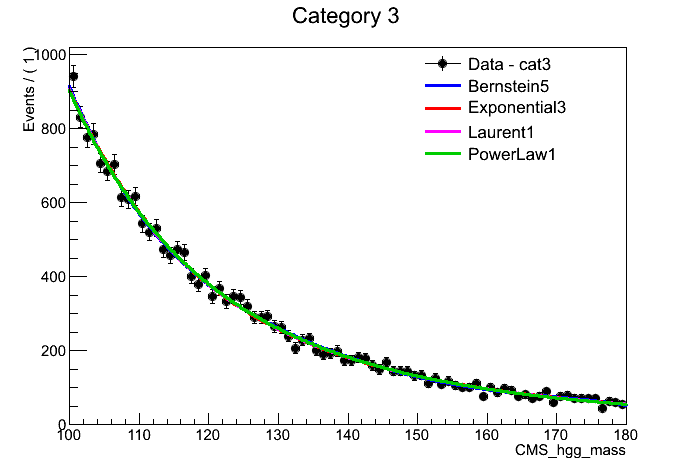 Category 3
Events / ( 1 )
1000
800
600
400
200
0
100 110 120 130 140 150 160 170 180
CMS_hgg_mass
Data - cat3
Bernstein5
Exponential3
Laurent1
PowerLaw1